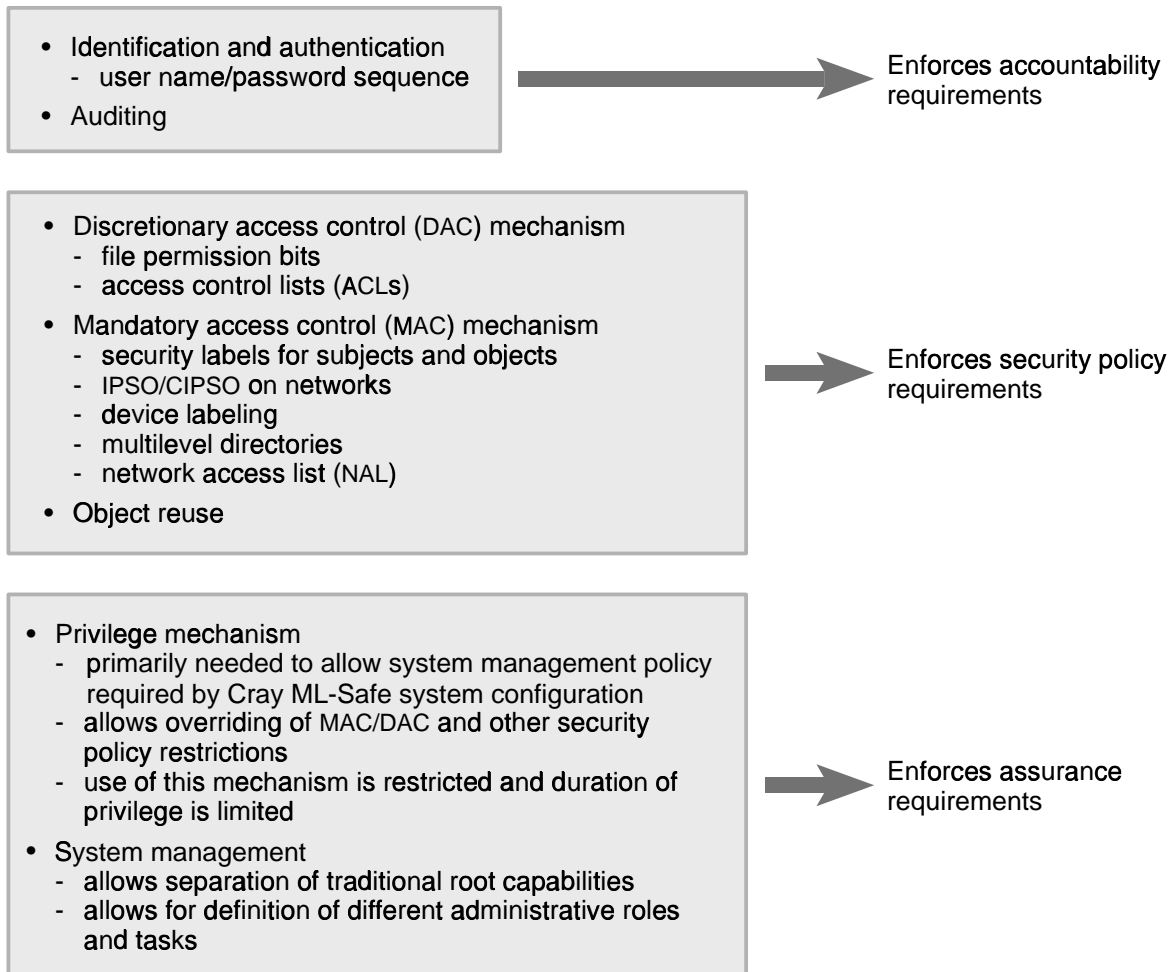 • Identification and authentication
- user name/password sequence
• Auditing
Enforces accountability
requirements
• Discretionary access control (DAC) mechanism
- file permission bits
- access control lists (ACLs)
• Mandatory access control (MAC) mechanism
- security labels for subjects and objects
- IPSO/CIPSO on networks
- device labeling
- multilevel directories
- network access list (NAL)
• Object reuse
Enforces security policy
requirements
• Privilege mechanism
- primarily needed to allow system management policy
required by Cray ML-Safe system configuration
- allows overriding of MAC/DAC and other security
policy restrictions
- use of this mechanism is restricted and duration of
privilege is limited
• System management
- allows separation of traditional root capabilities
- allows for definition of different administrative roles
and tasks
Enforces assurance
requirements